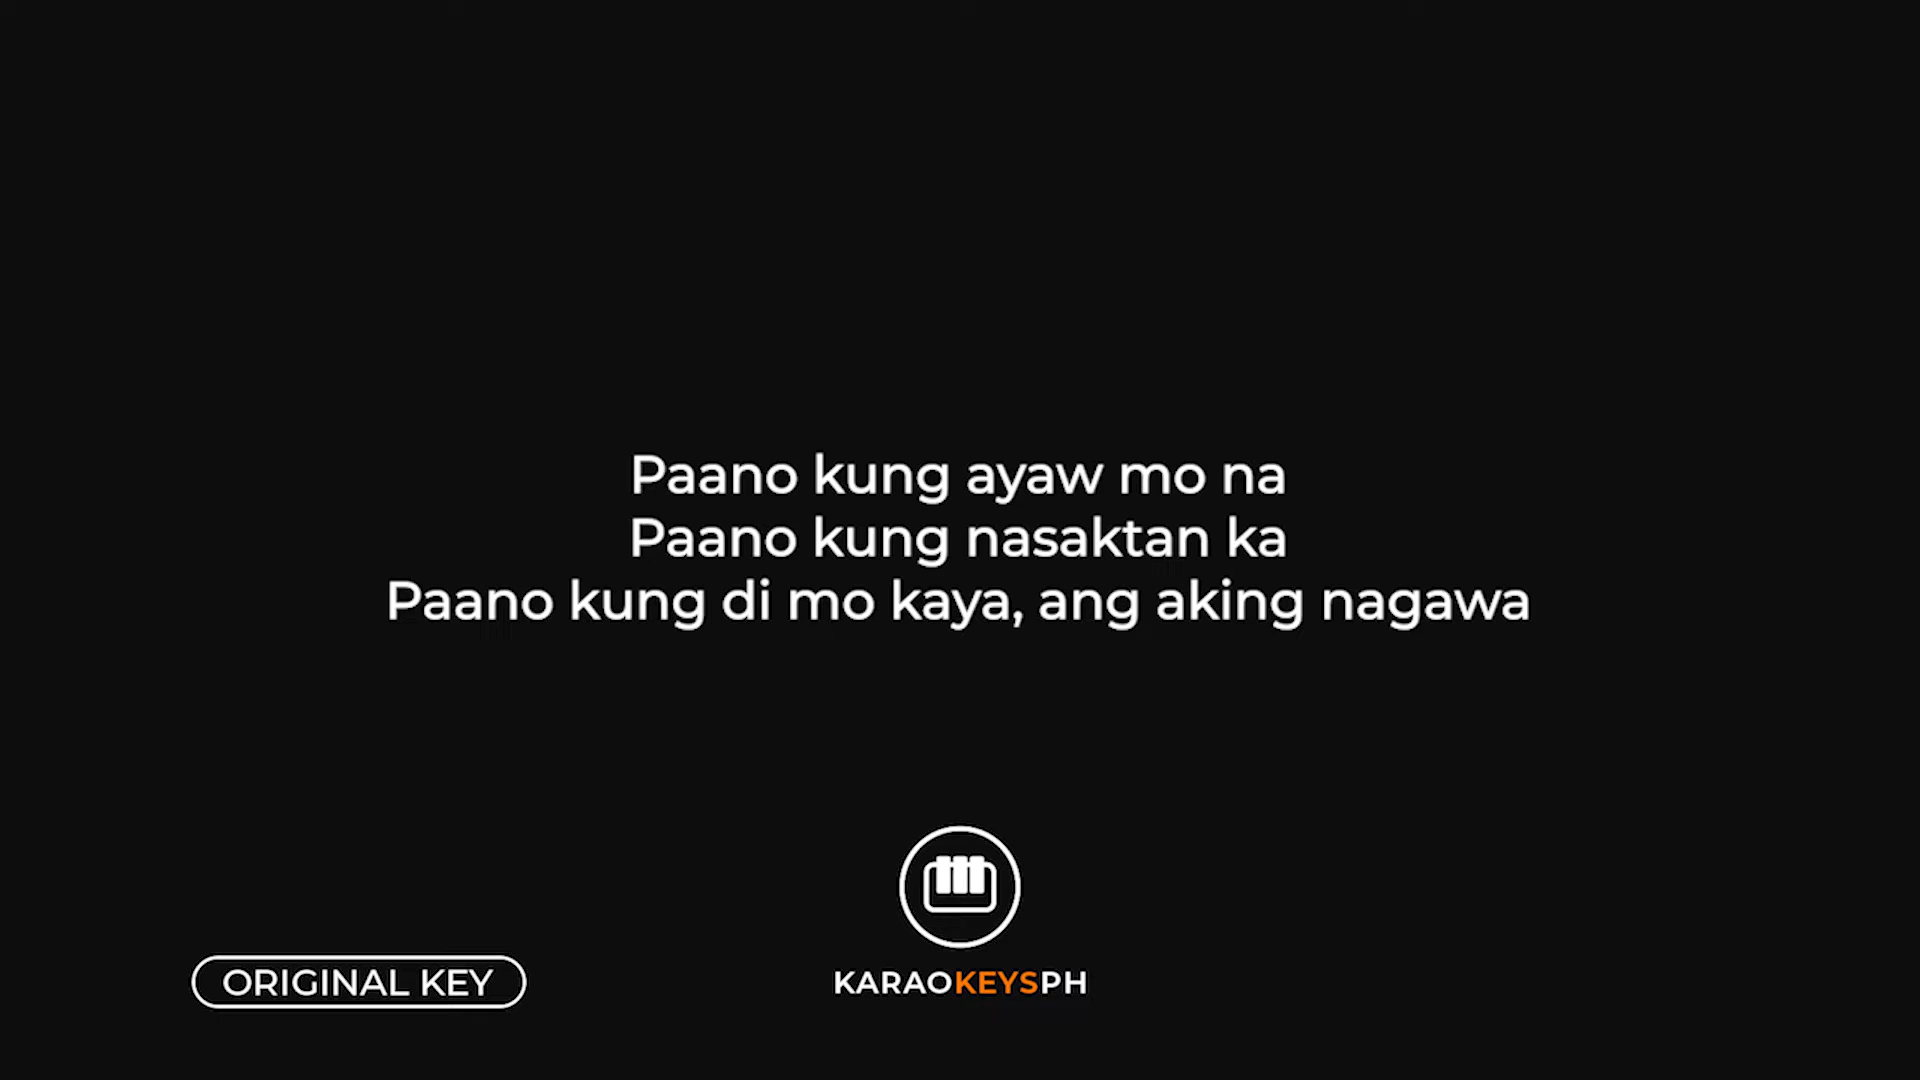 Paano kung ayaw mo na
Paano kung nasaktan ka
Paano kung di mo kaya, ang aking nagawa
ORIGINAL KEY
KARAOKEYSPH